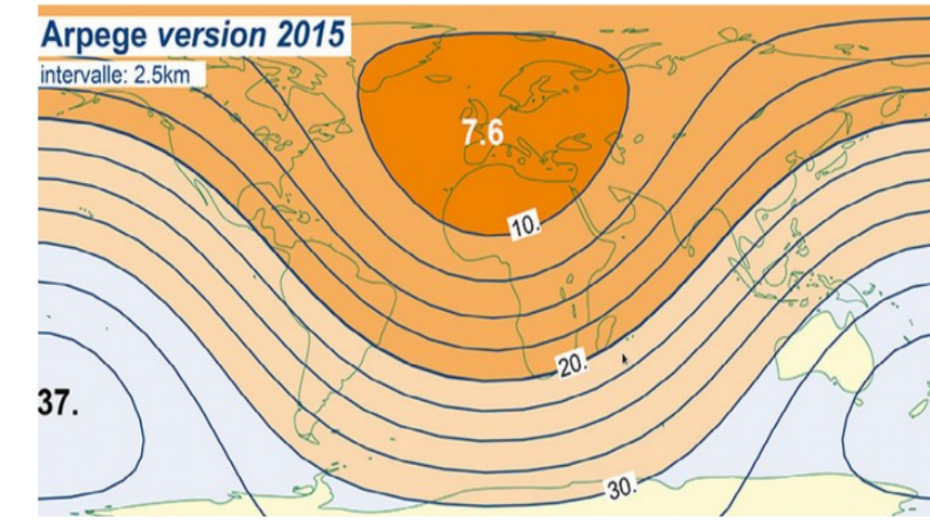 Arpege version 2015
intervalle: 2.5km
7.6
10.
20.
37.
30.